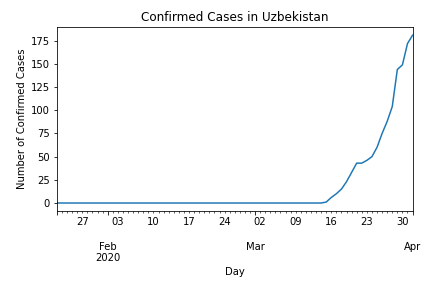 Confirmed Cases in Uzbekistan
175
150
125
100
75
50
25
0
Number of Confirmed Cases
27 03 10 17 24 02 09 16 23 30
Feb Mar Apr
2020
Day